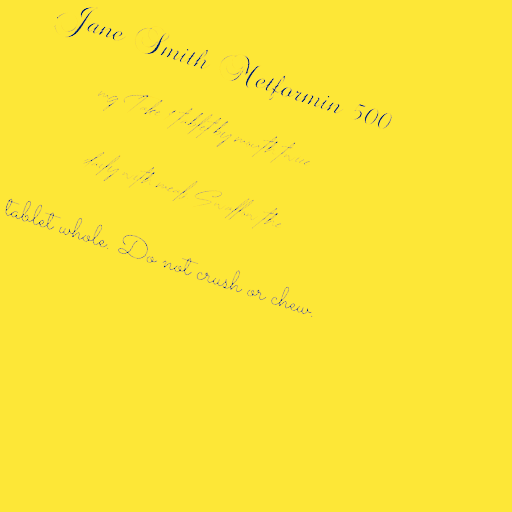 Jane Smith Metformin 500
mg Take 1 tablet by mouth twice
daily with meals. Swallow the
tablet whole. Do not crush or chew.